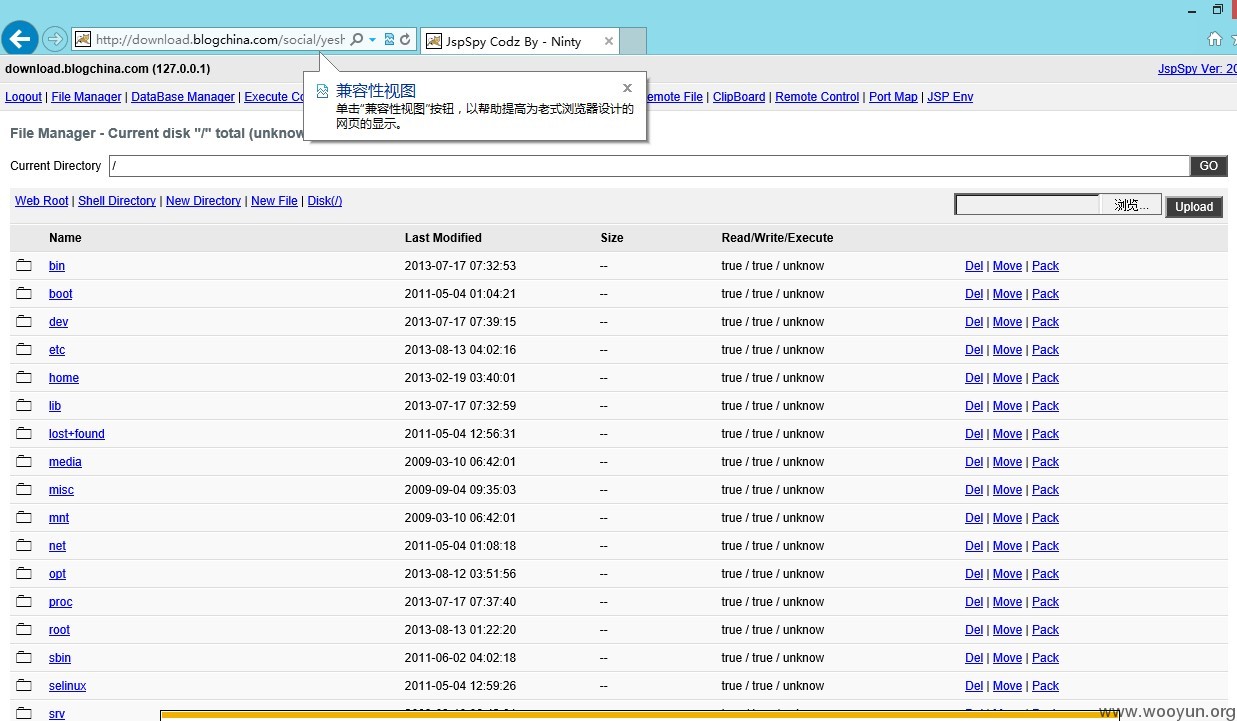 http://download.blogchina.com/social/yesh
JspSpy Codz By - Ninty
download.blogchina.com (127.0.0.1)
JspSpy Ver: 20
Logout | File Manager | DataBase Manager | Execute Co
emote File | ClipBoard | Remote Control | Port Map | JSP Env
兼容性视图
单击“兼容性视图”按钮，以帮助提高为老式浏览器设计的
网页的显示。
File Manager - Current disk "/" total (unknow
Current Directory / GO
Web Root | Shell Directory | New Directory | New File | Disk(/)
浏览... Upload
Name Last Modified Size Read/Write/Execute
bin 2013-07-17 07:32:53 -- true / true / unknow Del | Move | Pack
boot 2011-05-04 01:04:21 -- true / true / unknow Del | Move | Pack
dev 2013-07-17 07:39:15 -- true / true / unknow Del | Move | Pack
etc 2013-08-13 04:02:16 -- true / true / unknow Del | Move | Pack
home 2013-02-19 03:40:01 -- true / true / unknow Del | Move | Pack
lib 2013-07-17 07:32:59 -- true / true / unknow Del | Move | Pack
lost+found 2011-05-04 12:56:31 -- true / true / unknow Del | Move | Pack
media 2009-03-10 06:42:01 -- true / true / unknow Del | Move | Pack
misc 2009-09-04 09:35:03 -- true / true / unknow Del | Move | Pack
mnt 2009-03-10 06:42:01 -- true / true / unknow Del | Move | Pack
net 2011-05-04 01:08:18 -- true / true / unknow Del | Move | Pack
opt 2013-08-12 03:51:56 -- true / true / unknow Del | Move | Pack
proc 2013-07-17 07:37:40 -- true / true / unknow Del | Move | Pack
root 2013-08-13 01:22:20 -- true / true / unknow Del | Move | Pack
sbin 2011-06-02 04:02:18 -- true / true / unknow Del | Move | Pack
selinux 2011-05-04 12:59:26 -- true / true / unknow Del | Move | Pack
srv
www.wooyun.org